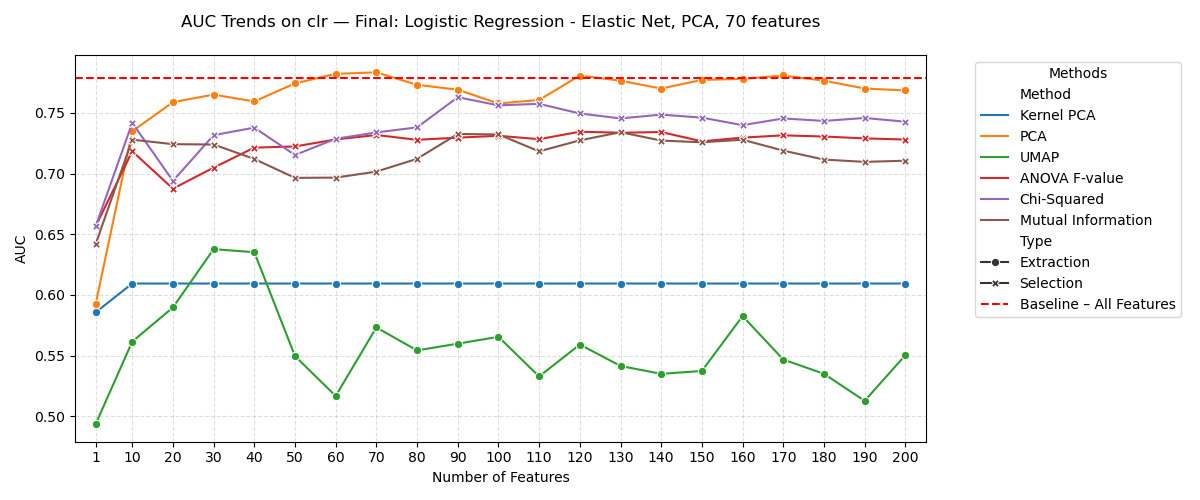 AUC Trends on clr — Final: Logistic Regression - Elastic Net, PCA, 70 features
AUC
0.75
0.70
0.65
0.60
0.55
0.50
1 10 20 30 40 50 60 70 80 90 100 110 120 130 140 150 160 170 180 190 200
Number of Features
Methods
Method
Kernel PCA
PCA
UMAP
ANOVA F-value
Chi-Squared
Mutual Information
Type
Extraction
Selection
Baseline – All Features